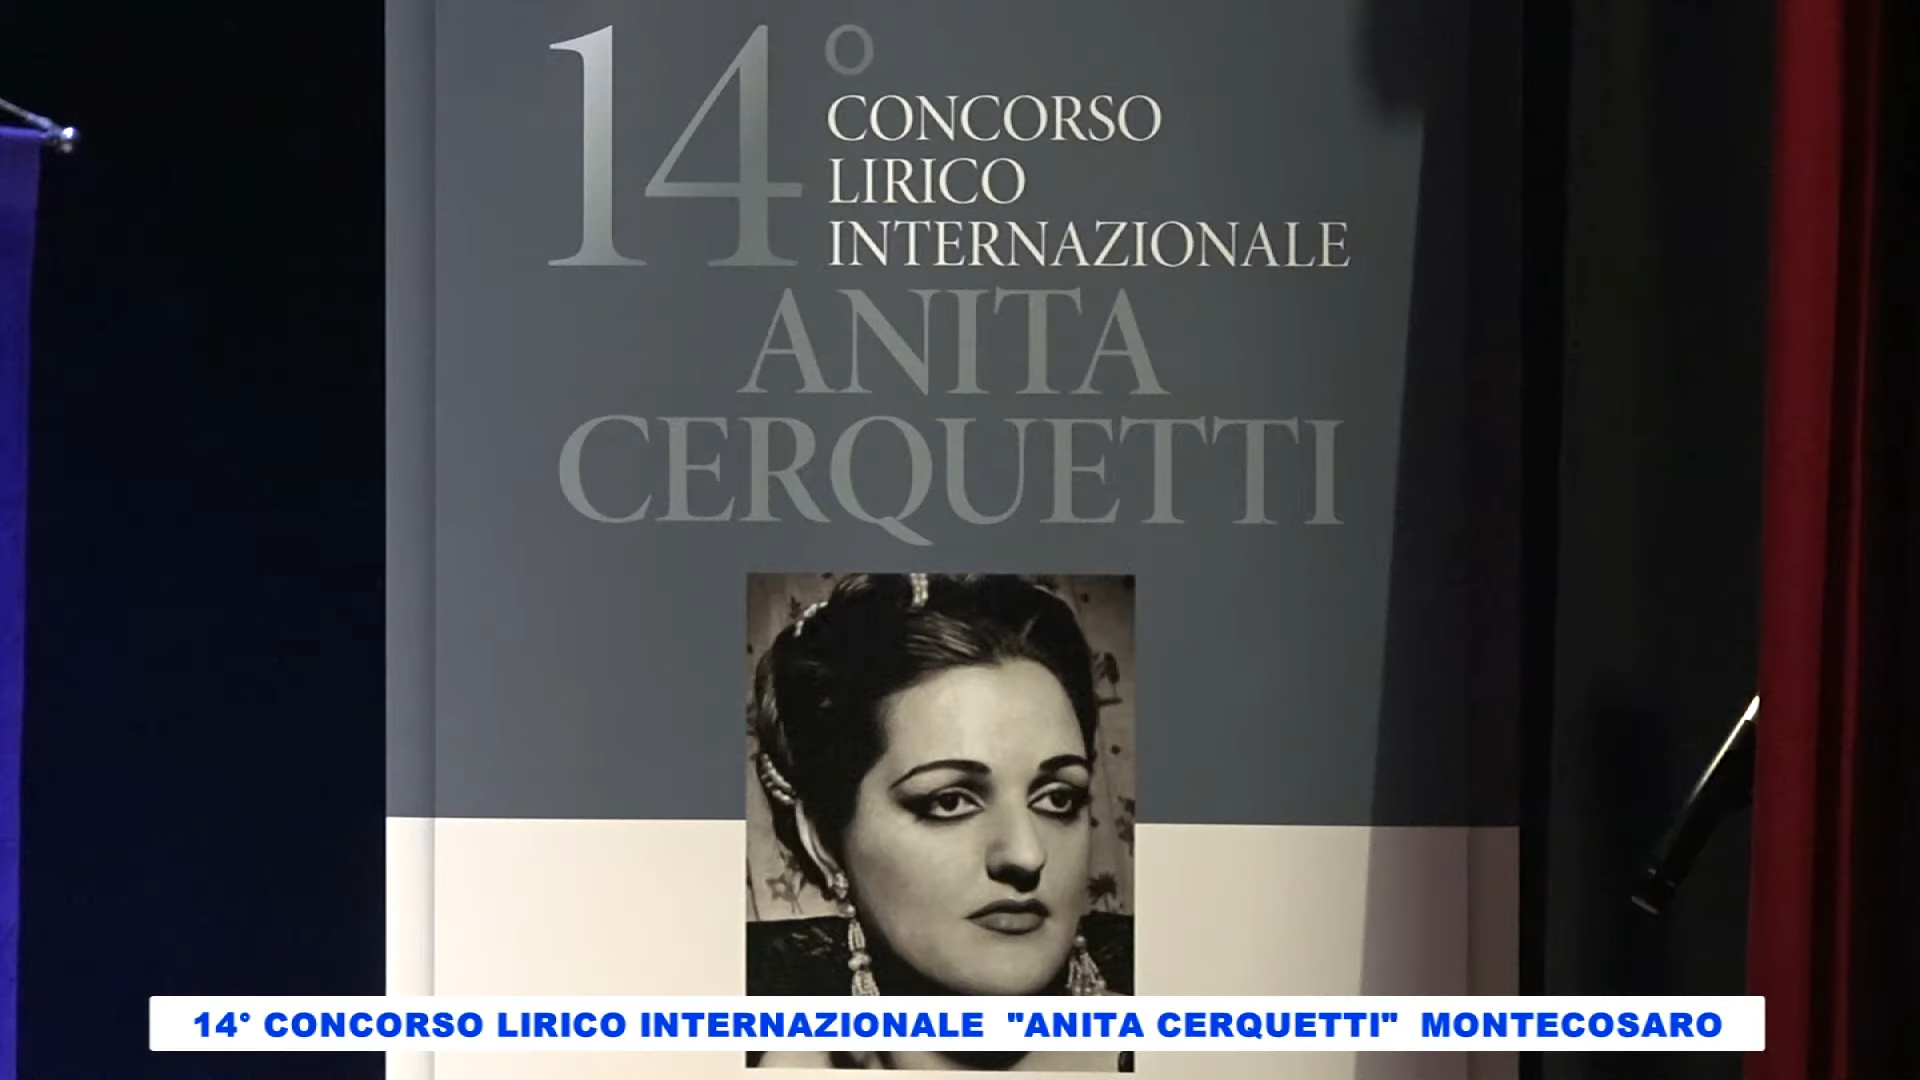 14°
CONCORSO
LIRICO
INTERNAZIONALE
ANITA
CERQUETTI
14° CONCORSO LIRICO INTERNAZIONALE "ANITA CERQUETTI" MONTECOSARO